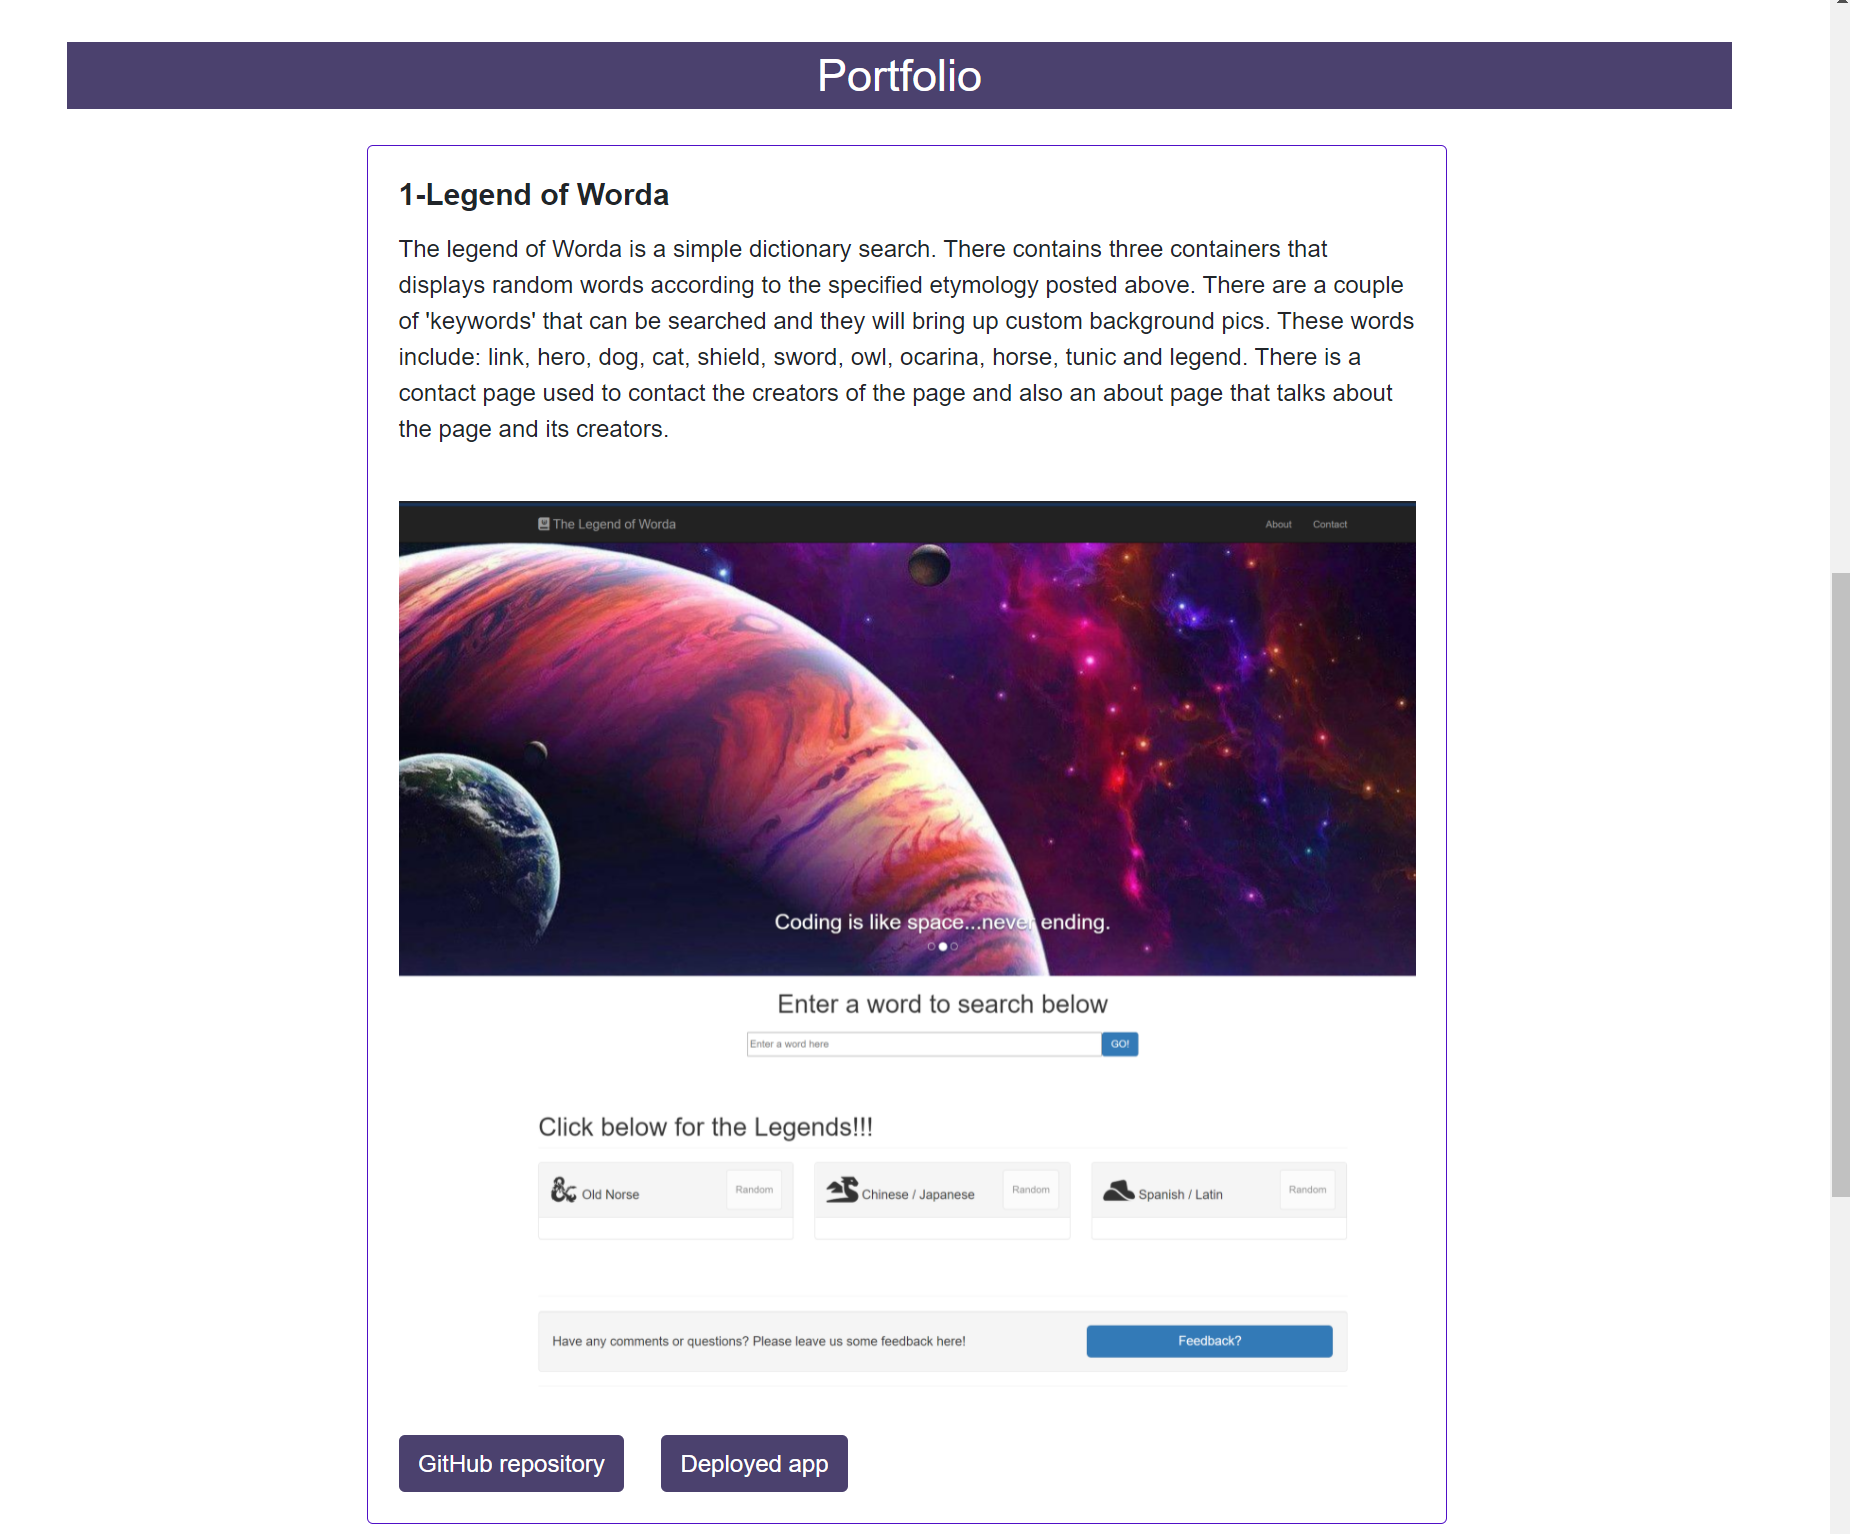 Portfolio
1-Legend of Worda
The legend of Worda is a simple dictionary search. There contains three containers that
displays random words according to the specified etymology posted above. There are a couple
of 'keywords' that can be searched and they will bring up custom background pics. These words
include: link, hero, dog, cat, shield, sword, owl, ocarina, horse, tunic and legend. There is a
contact page used to contact the creators of the page and also an about page that talks about
the page and its creators.
The Legend of Worda About Contact
Coding is like space...never ending.
Enter a word to search below
Enter a word here GO!
Click below for the Legends!!!
Old Norse Random Chinese / Japanese Random Spanish / Latin Random
Have any comments or questions? Please leave us some feedback here! Feedback?
GitHub repository Deployed app